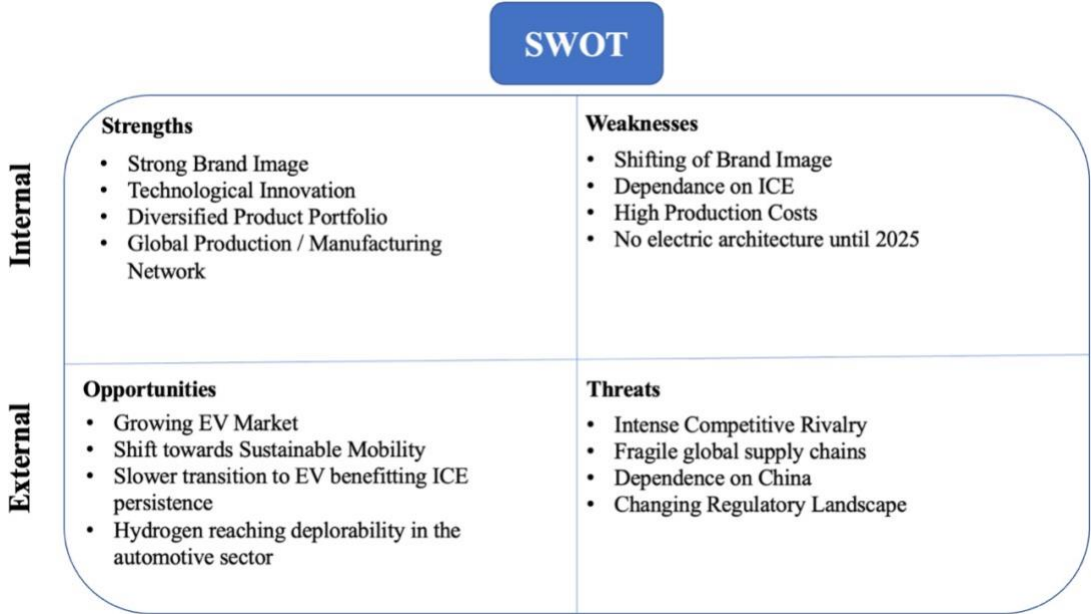 SWOT
Internal
Strengths
• Strong Brand Image
• Technological Innovation
• Diversified Product Portfolio
• Global Production / Manufacturing
Network
Weaknesses
• Shifting of Brand Image
• Dependance on ICE
• High Production Costs
• No electric architecture until 2025
External
Opportunities
• Growing EV Market
• Shift towards Sustainable Mobility
• Slower transition to EV benefitting ICE
persistence
• Hydrogen reaching deplorability in the
automotive sector
Threats
• Intense Competitive Rivalry
• Fragile global supply chains
• Dependence on China
• Changing Regulatory Landscape